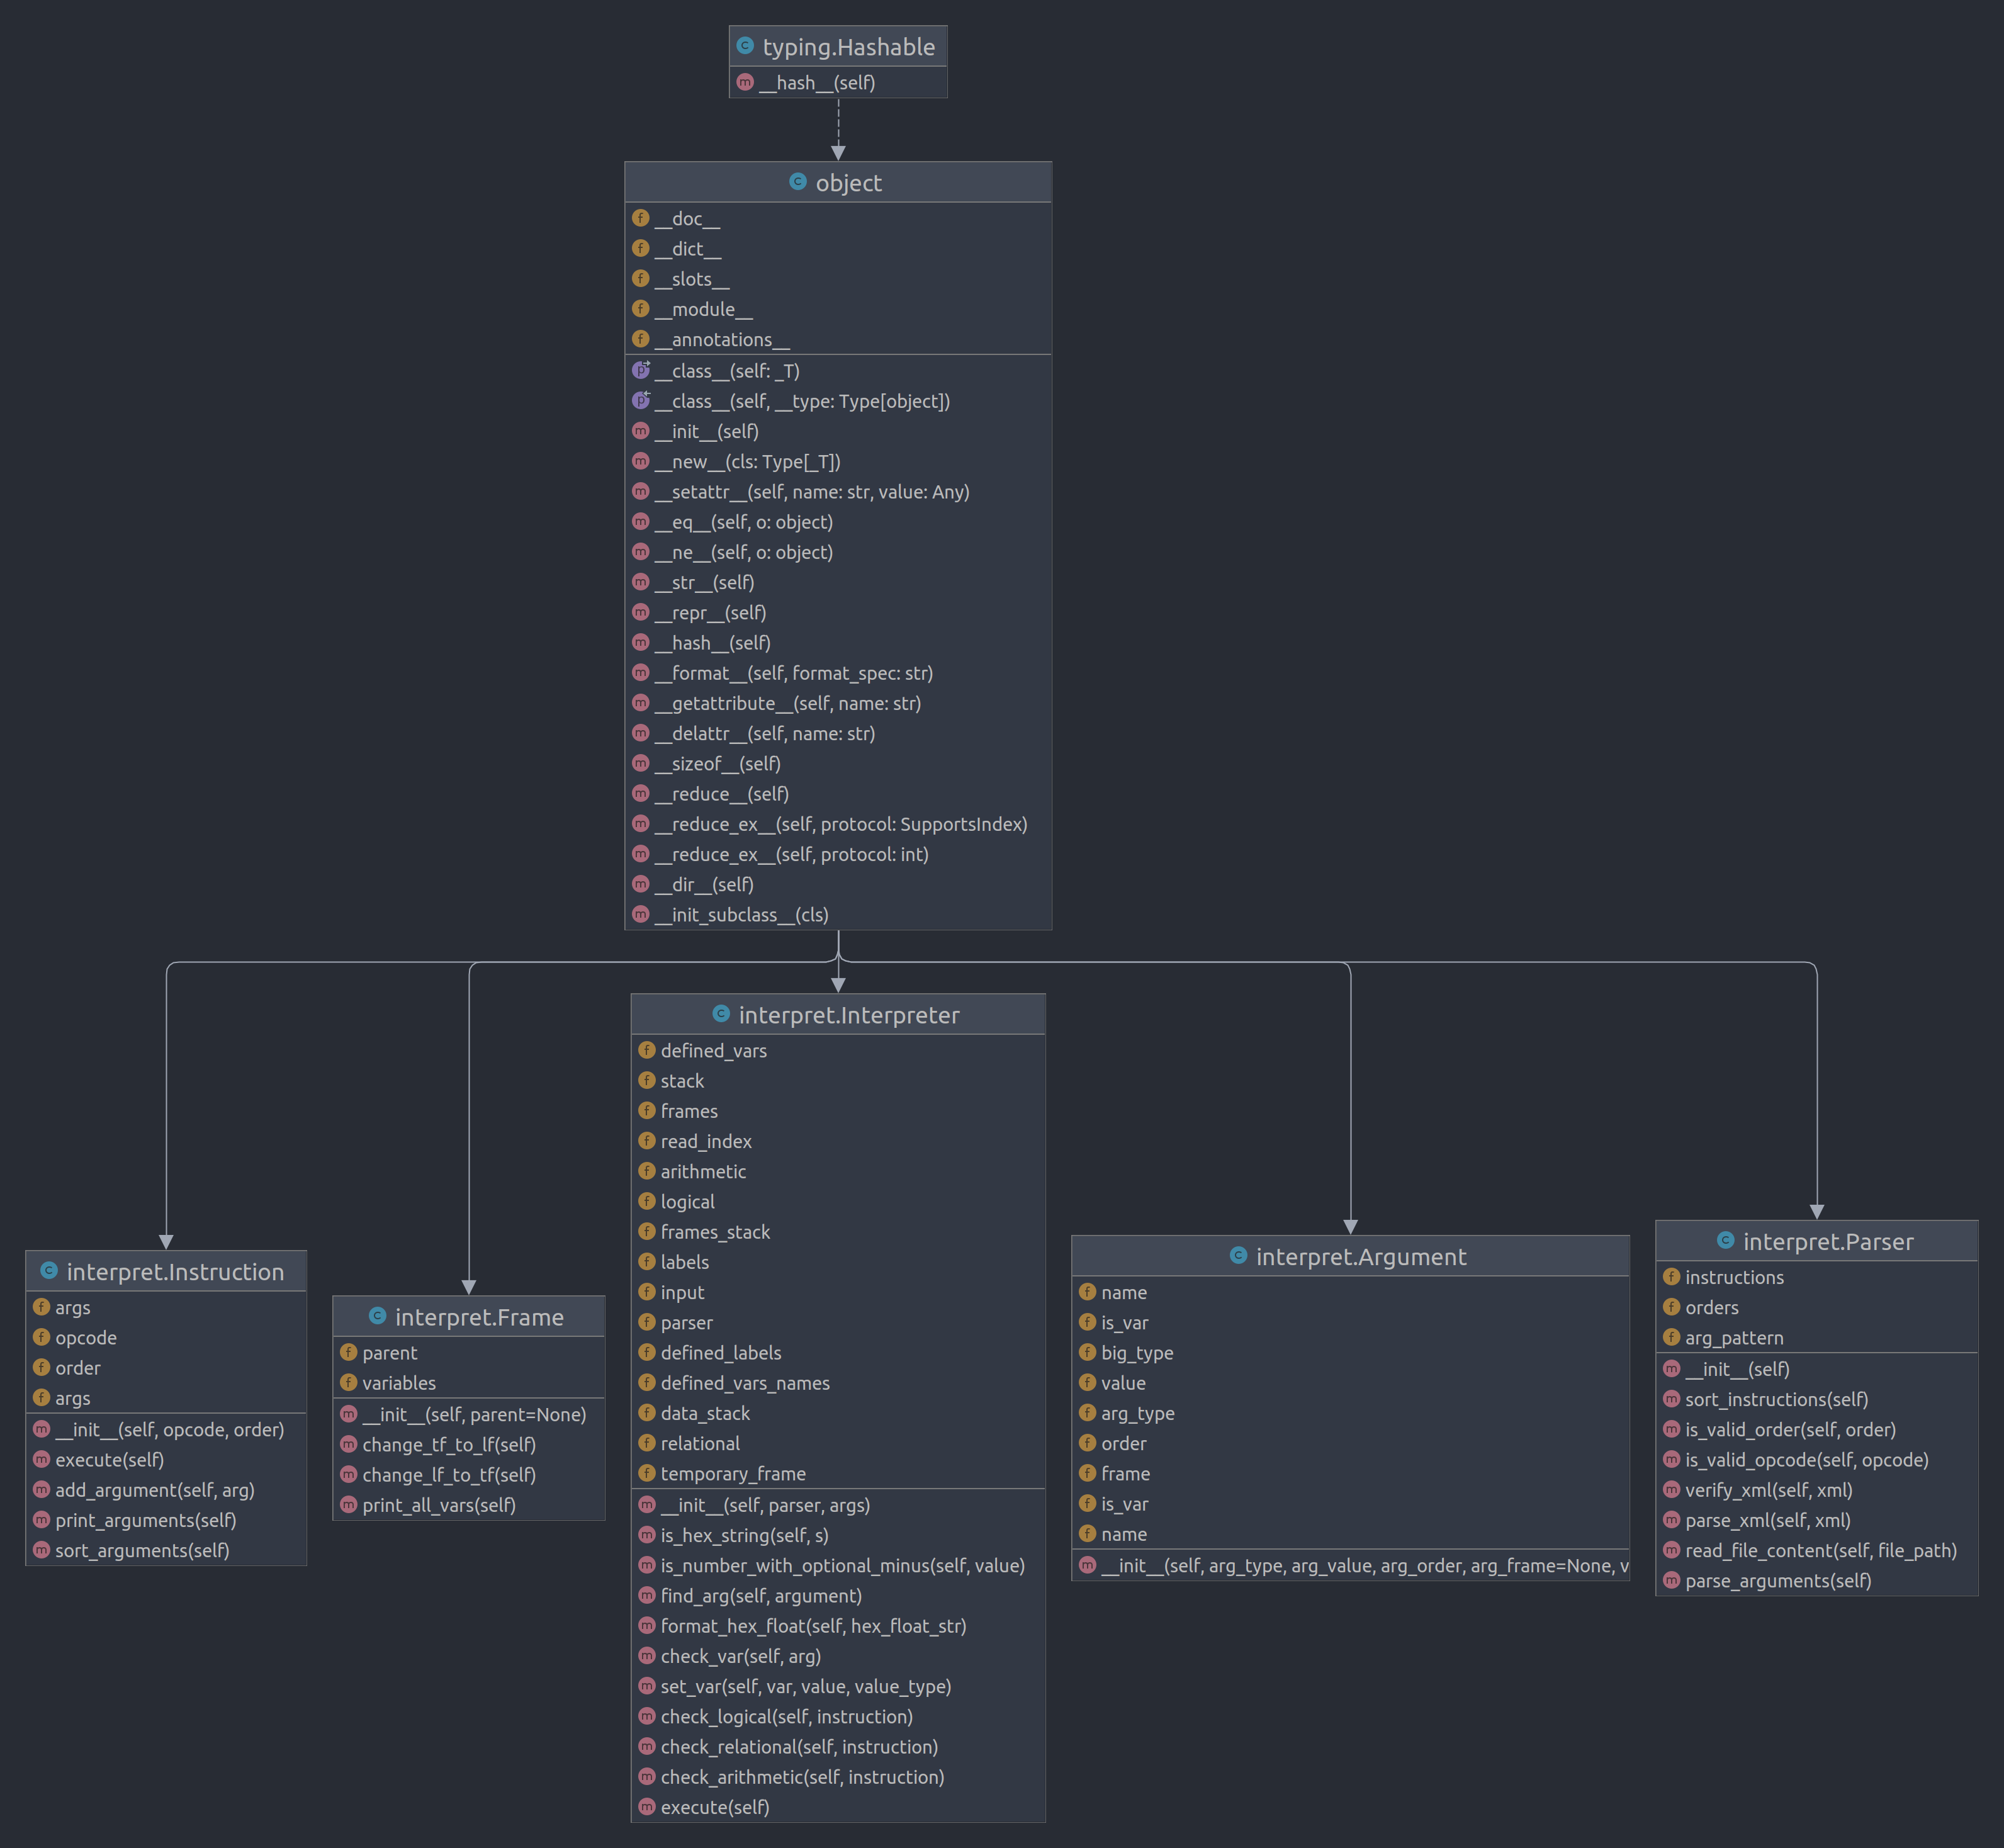 typing.Hashable
__hash__(self)
object
__doc__
__dict__
__slots__
__module__
__annotations__
__class__(self: _T)
__class__(self, __type: Type[object])
__init__(self)
__new__(cls: Type[_T])
__setattr__(self, name: str, value: Any)
__eq__(self, o: object)
__ne__(self, o: object)
__str__(self)
__repr__(self)
__hash__(self)
__format__(self, format_spec: str)
__getattribute__(self, name: str)
__delattr__(self, name: str)
__sizeof__(self)
__reduce__(self)
__reduce_ex__(self, protocol: SupportsIndex)
__reduce_ex__(self, protocol: int)
__dir__(self)
__init_subclass__(cls)
interpret.Instruction
args
opcode
order
args
__init__(self, opcode, order)
execute(self)
add_argument(self, arg)
print_arguments(self)
sort_arguments(self)
interpret.Frame
parent
variables
__init__(self, parent=None)
change_tf_to_lf(self)
change_lf_to_tf(self)
print_all_vars(self)
interpret.Interpreter
defined_vars
stack
frames
read_index
arithmetic
logical
frames_stack
labels
input
parser
defined_labels
defined_vars_names
data_stack
relational
temporary_frame
__init__(self, parser, args)
is_hex_string(self, s)
is_number_with_optional_minus(self, value)
find_arg(self, argument)
format_hex_float(self, hex_float_str)
check_var(self, arg)
set_var(self, var, value, value_type)
check_logical(self, instruction)
check_relational(self, instruction)
check_arithmetic(self, instruction)
execute(self)
interpret.Argument
name
is_var
big_type
value
arg_type
order
frame
is_var
name
__init__(self, arg_type, arg_value, arg_order, arg_frame=None, v
interpret.Parser
instructions
orders
arg_pattern
__init__(self)
sort_instructions(self)
is_valid_order(self, order)
is_valid_opcode(self, opcode)
verify_xml(self, xml)
parse_xml(self, xml)
read_file_content(self, file_path)
parse_arguments(self)